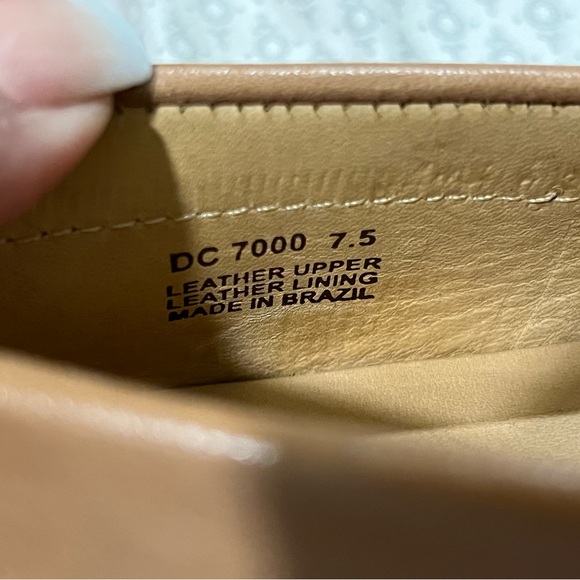 DC 7000 7.5
LEATHER UPPER
LEATHER LINING
MADE IN BRAZIL